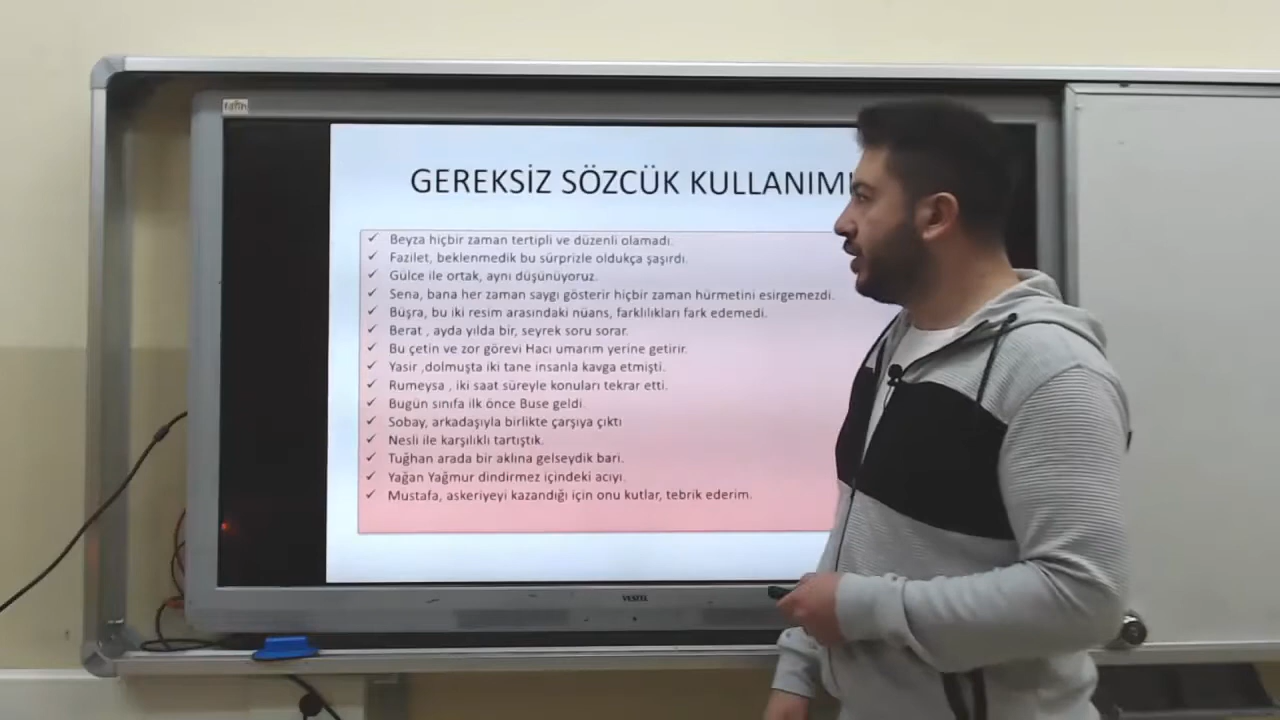 fatih
GEREKSİZ SÖZCÜK KULLANIMI
Beyza hiçbir zaman tertipli ve düzenli olamadı.
Fazilet, beklenmedik bu sürprizle oldukça şaşırdı.
Gülce ile ortak, aynı düşünüyoruz.
Sena, bana her zaman saygı gösterir hiçbir zaman hürmetini esirgemezdi.
Büşra, bu iki resim arasındaki nüans, farklılıkları fark edemedi.
Berat , ayda yılda bir, seyrek soru sorar.
Bu çetin ve zor görevi Hacı umarım yerine getirir.
Yasir ,dolmuşta iki tane insanla kavga etmişti.
Rumeysa , iki saat süreyle konuları tekrar etti.
Bugün sınıfa ilk önce Buse geldi.
Sobay, arkadaşıyla birlikte çarşıya çıktı
Nesli ile karşılıklı tartıştık.
Tuğhan arada bir aklına gelseydik bari.
Yağan Yağmur dindirmez içindeki acıyı.
Mustafa, askeriyeyi kazandığı için onu kutlar, tebrik ederim.
VESTEL